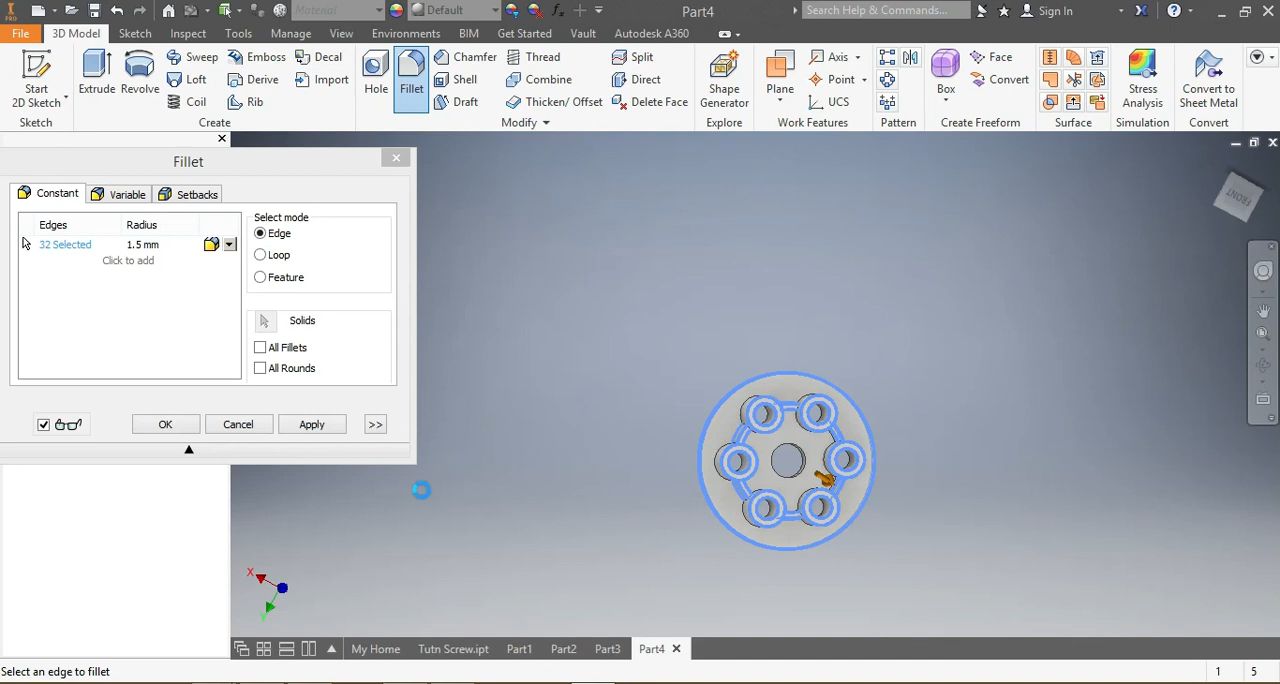 PRO
Material
Default
Part4
Search Help & Commands...
Sign In
File
3D Model
Sketch
Inspect
Tools
Manage
View
Environments
BIM
Get Started
Vault
Autodesk A360
Start
2D Sketch
Extrude
Revolve
Sweep
Loft
Coil
Emboss
Derive
Rib
Decal
Import
Hole
Fillet
Chamfer
Shell
Draft
Thread
Combine
Thicken/ Offset
Split
Direct
Delete Face
Shape
Generator
Plane
Axis
Point
UCS
Box
Face
Convert
Stress
Analysis
Convert to
Sheet Metal
Sketch
Create
Modify
Explore
Work Features
Pattern
Create Freeform
Surface
Simulation
Convert
Fillet
Constant
Variable
Setbacks
Edges
Radius
32 Selected
1.5 mm
Click to add
Select mode
Edge
Loop
Feature
Solids
All Fillets
All Rounds
OK
Cancel
Apply
>>
FRONT
X
Y
My Home
Tutn Screw.ipt
Part1
Part2
Part3
Part4
Select an edge to fillet
1
5